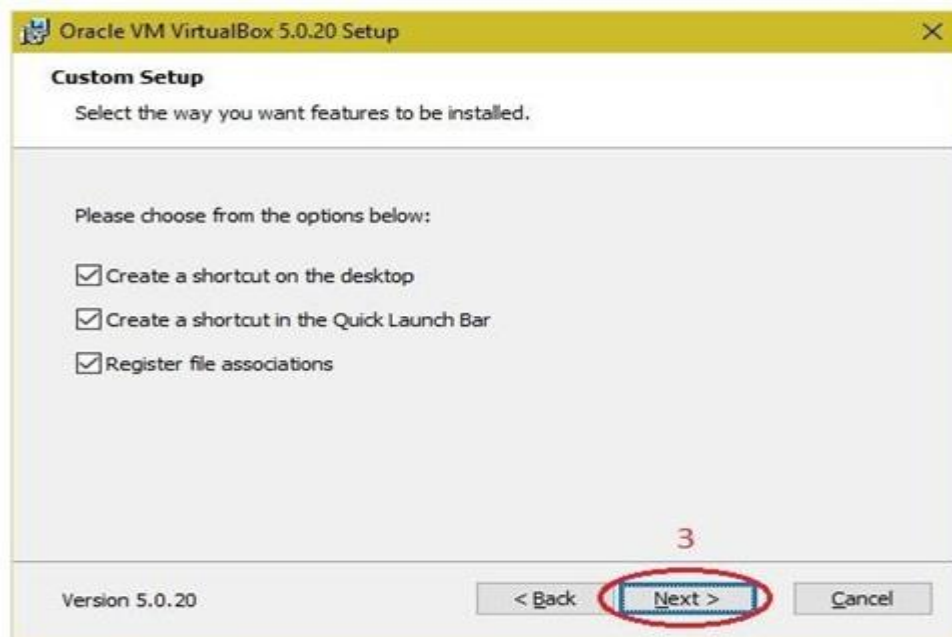 Oracle VM VirtualBox 5.0.20 Setup
Custom Setup
Select the way you want features to be installed.
Please choose from the options below:
Create a shortcut on the desktop
Create a shortcut in the Quick Launch Bar
Register file associations
3
Version 5.0.20
< Back
Next >
Cancel